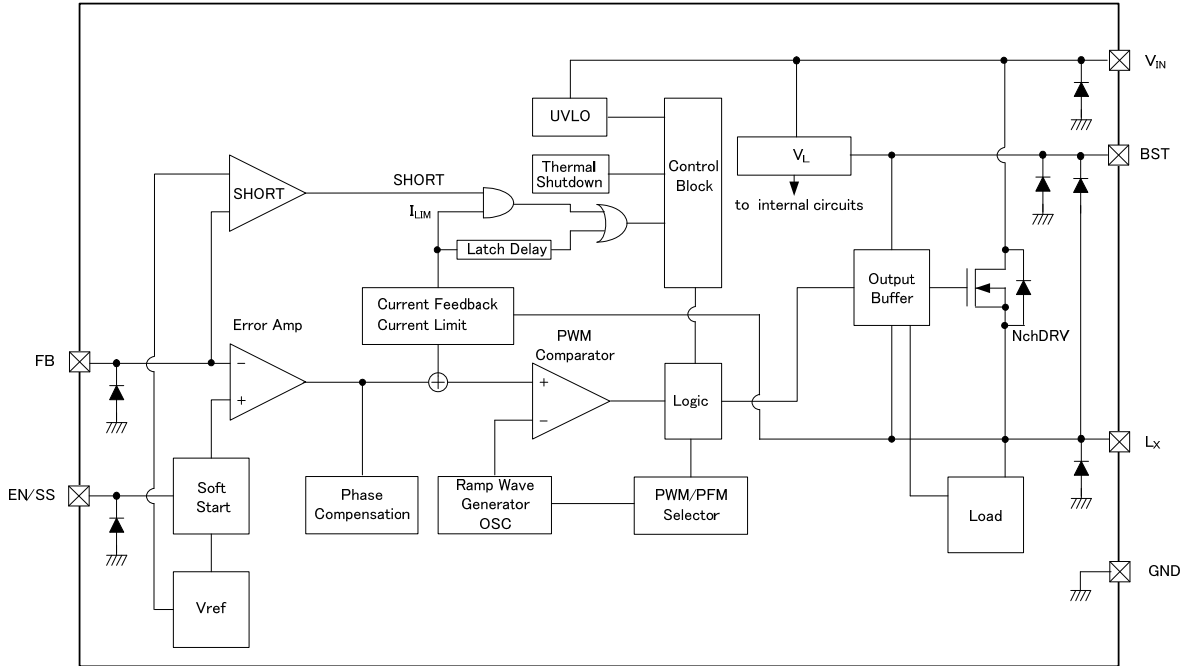 VIN
UVLO
BST
VL
Thermal
Shutdown
Control
Block
SHORT
SHORT
ILIM
to internal circuits
Latch Delay
Output
Buffer
Current Feedback
Current Limit
Error Amp
PWM
Comparator
NchDRV
FB
−
+
+
−
Logic
LX
EN/SS
Soft
Start
Phase
Compensation
Ramp Wave
Generator
OSC
PWM/PFM
Selector
Load
GND
Vref